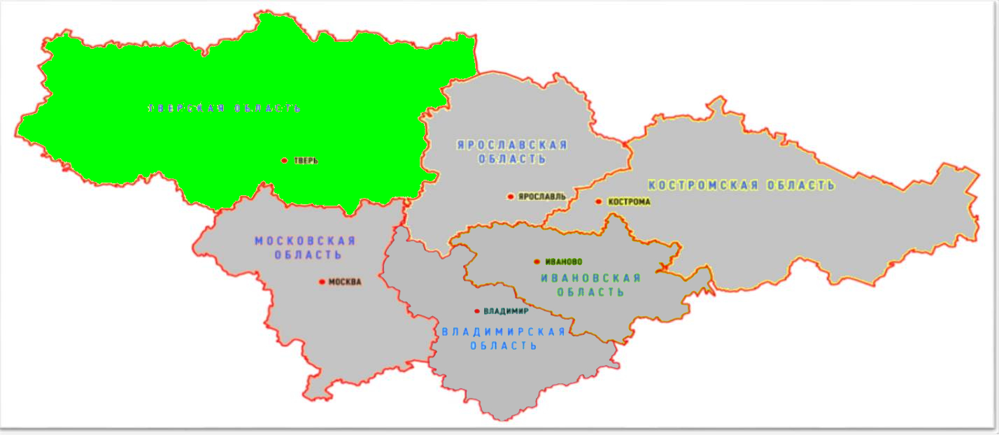 ТВЕРСКАЯ ОБЛАСТЬ
ТВЕРЬ
ЯРОСЛАВСКАЯ
ОБЛАСТЬ
ЯРОСЛАВЛЬ
КОСТРОМСКАЯ ОБЛАСТЬ
КОСТРОМА
МОСКОВСКАЯ
ОБЛАСТЬ
МОСКВА
ИВАНОВО
ИВАНОВСКАЯ
ОБЛАСТЬ
ВЛАДИМИР
ВЛАДИМИРСКАЯ
ОБЛАСТЬ